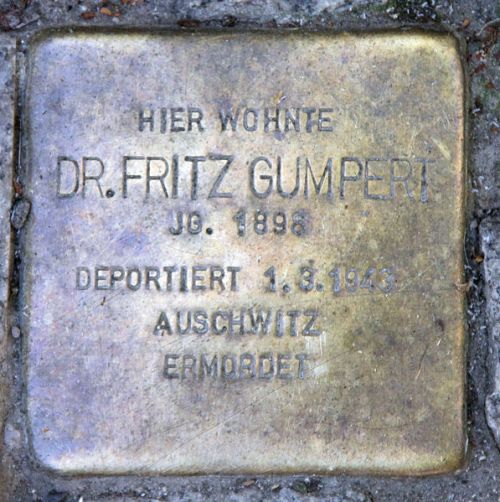 HIER WOHNTE
DR. FRITZ GUMPERT
JG. 1896
DEPORTIERT 1.3.1943
AUSCHWITZ
ERMORDET